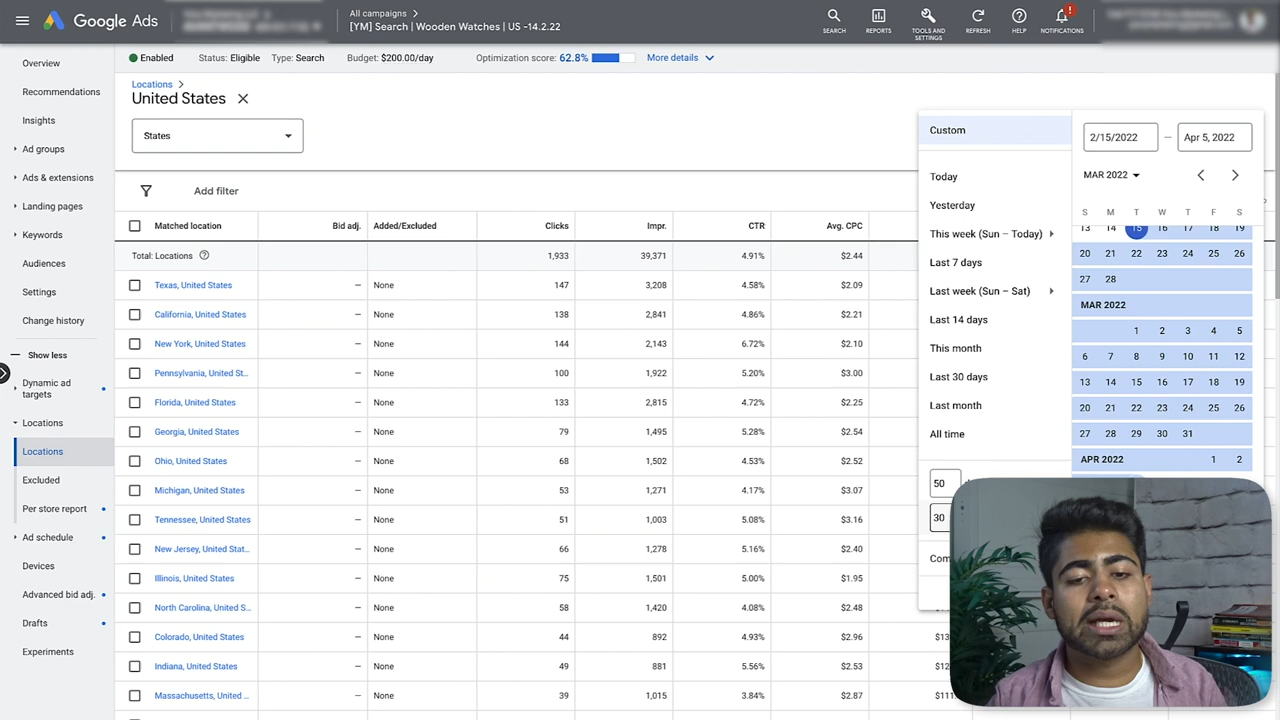 Google Ads
All campaigns
[YM] Search | Wooden Watches | US -14.2.22
SEARCH
REPORTS
TOOLS AND SETTINGS
REFRESH
HELP
!
NOTIFICATIONS
Enabled Status: Eligible Type: Search Budget: $200.00/day Optimization score: 62.8% More details
Overview
Recommendations
Insights
Ad groups
Ads & extensions
Landing pages
Keywords
Audiences
Settings
Change history
Show less
Dynamic ad
targets
Locations
Locations
Excluded
Per store report
Ad schedule
Devices
Advanced bid adj.
Drafts
Experiments
Locations
United States
States
Add filter
Matched location Bid adj. Added/Excluded Clicks Impr. CTR Avg. CPC
Total: Locations 1,933 39,371 4.91% $2.44
Texas, United States – None 147 3,208 4.58% $2.09
California, United States – None 138 2,841 4.86% $2.21
New York, United States – None 144 2,143 6.72% $2.10
Pennsylvania, United St... – None 100 1,922 5.20% $3.00
Florida, United States – None 133 2,815 4.72% $2.25
Georgia, United States – None 79 1,495 5.28% $2.54
Ohio, United States – None 68 1,502 4.53% $2.52
Michigan, United States – None 53 1,271 4.17% $3.07
Tennessee, United States – None 51 1,003 5.08% $3.16
New Jersey, United Stat... – None 66 1,278 5.16% $2.40
Illinois, United States – None 75 1,501 5.00% $1.95
North Carolina, United S... – None 58 1,420 4.08% $2.48
Colorado, United States – None 44 892 4.93% $2.96
Indiana, United States – None 49 881 5.56% $2.53
Massachusetts, United ... – None 39 1,015 3.84% $2.87
Custom
Today
Yesterday
This week (Sun – Today)
Last 7 days
Last week (Sun – Sat)
Last 14 days
This month
Last 30 days
Last month
All time
50
30
2/15/2022 – Apr 5, 2022
MAR 2022
S M T W T F S
13 14 15 16 17 18 19
20 21 22 23 24 25 26
27 28
MAR 2022
1 2 3 4 5
6 7 8 9 10 11 12
13 14 15 16 17 18 19
20 21 22 23 24 25 26
27 28 29 30 31
APR 2022 1 2